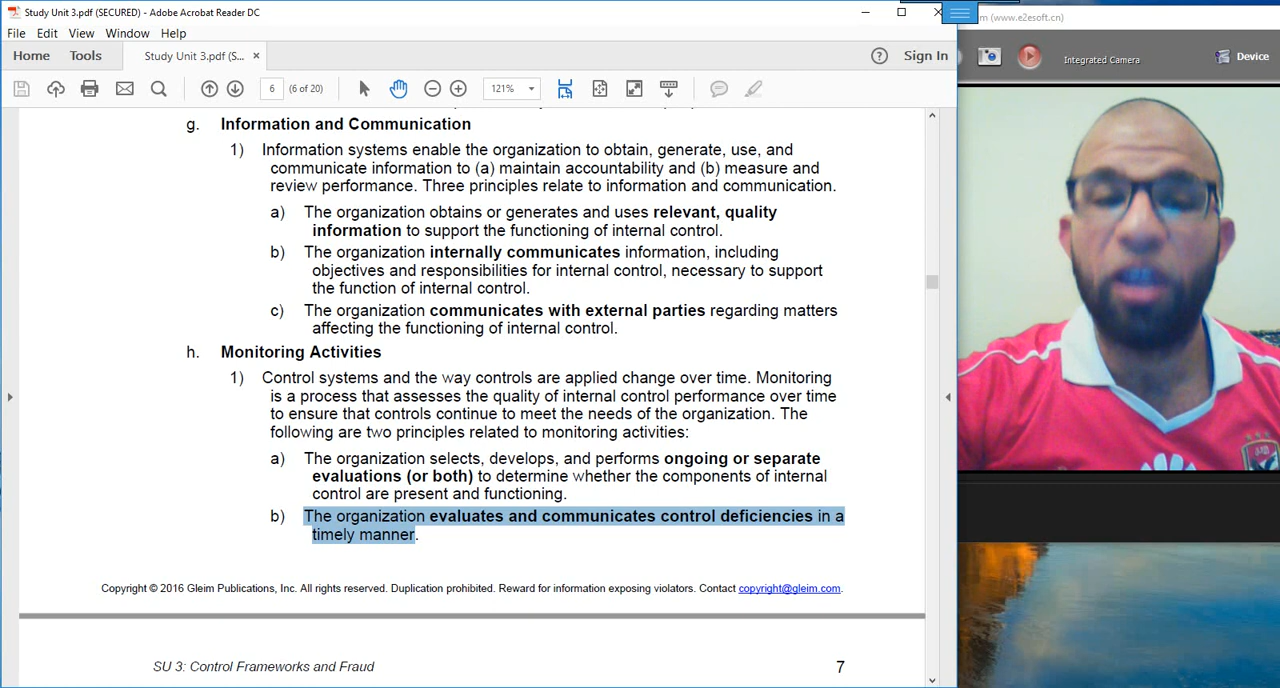 Study Unit 3.pdf (SECURED) - Adobe Acrobat Reader DC
File Edit View Window Help
Home Tools Study Unit 3.pdf (S... × Sign In
6 (6 of 20) 121%
m (www.e2esoft.cn)
Integrated Camera Device
g. Information and Communication
1) Information systems enable the organization to obtain, generate, use, and
communicate information to (a) maintain accountability and (b) measure and
review performance. Three principles relate to information and communication.
a) The organization obtains or generates and uses relevant, quality
information to support the functioning of internal control.
b) The organization internally communicates information, including
objectives and responsibilities for internal control, necessary to support
the function of internal control.
c) The organization communicates with external parties regarding matters
affecting the functioning of internal control.
h. Monitoring Activities
1) Control systems and the way controls are applied change over time. Monitoring
is a process that assesses the quality of internal control performance over time
to ensure that controls continue to meet the needs of the organization. The
following are two principles related to monitoring activities:
a) The organization selects, develops, and performs ongoing or separate
evaluations (or both) to determine whether the components of internal
control are present and functioning.
b) The organization evaluates and communicates control deficiencies in a
timely manner.
Copyright © 2016 Gleim Publications, Inc. All rights reserved. Duplication prohibited. Reward for information exposing violators. Contact copyright@gleim.com.
SU 3: Control Frameworks and Fraud 7